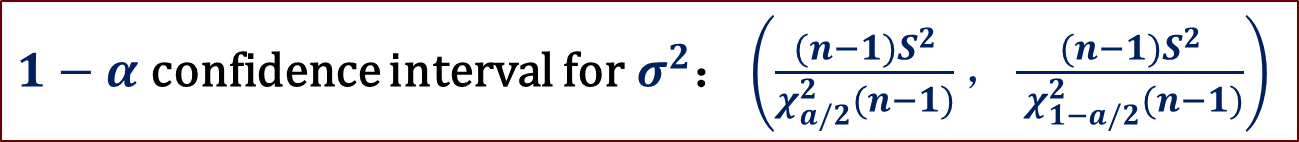 1 − α confidence interval for σ²： ( (n−1)S² / χ²_{a/2}(n−1) , (n−1)S² / χ²_{1−a/2}(n−1) )